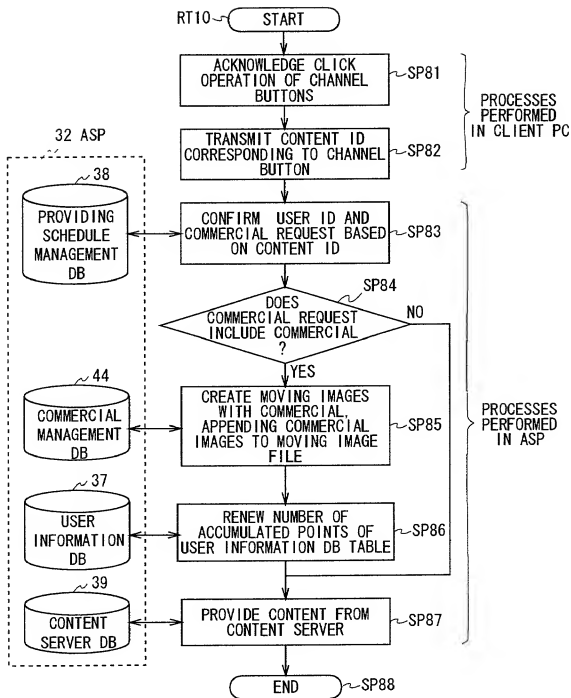 RT10
START
ACKNOWLEDGE CLICK
OPERATION OF CHANNEL
BUTTONS
SP81
PROCESSES
PERFORMED
IN CLIENT PC
TRANSMIT CONTENT ID
CORRESPONDING TO CHANNEL
BUTTON
SP82
32 ASP
38
PROVIDING
SCHEDULE
MANAGEMENT
DB
CONFIRM USER ID AND
COMMERCIAL REQUEST BASED
ON CONTENT ID
SP83
SP84
DOES
COMMERCIAL REQUEST
INCLUDE COMMERCIAL
?
NO
YES
44
COMMERCIAL
MANAGEMENT
DB
CREATE MOVING IMAGES
WITH COMMERCIAL,
APPENDING COMMERCIAL
IMAGES TO MOVING IMAGE
FILE
SP85
PROCESSES
PERFORMED
IN ASP
37
USER
INFORMATION
DB
RENEW NUMBER OF
ACCUMULATED POINTS OF
USER INFORMATION DB TABLE
SP86
39
CONTENT
SERVER DB
PROVIDE CONTENT FROM
CONTENT SERVER
SP87
END
SP88